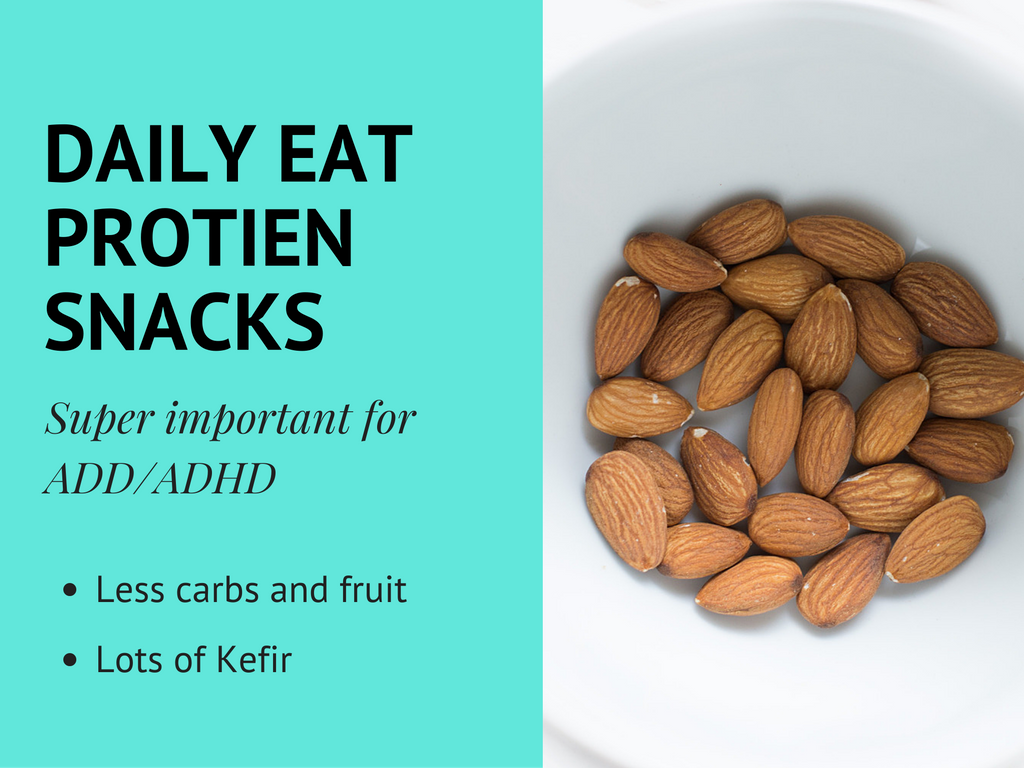 DAILY EAT
PROTIEN
SNACKS
Super important for
ADD/ADHD
• Less carbs and fruit
• Lots of Kefir